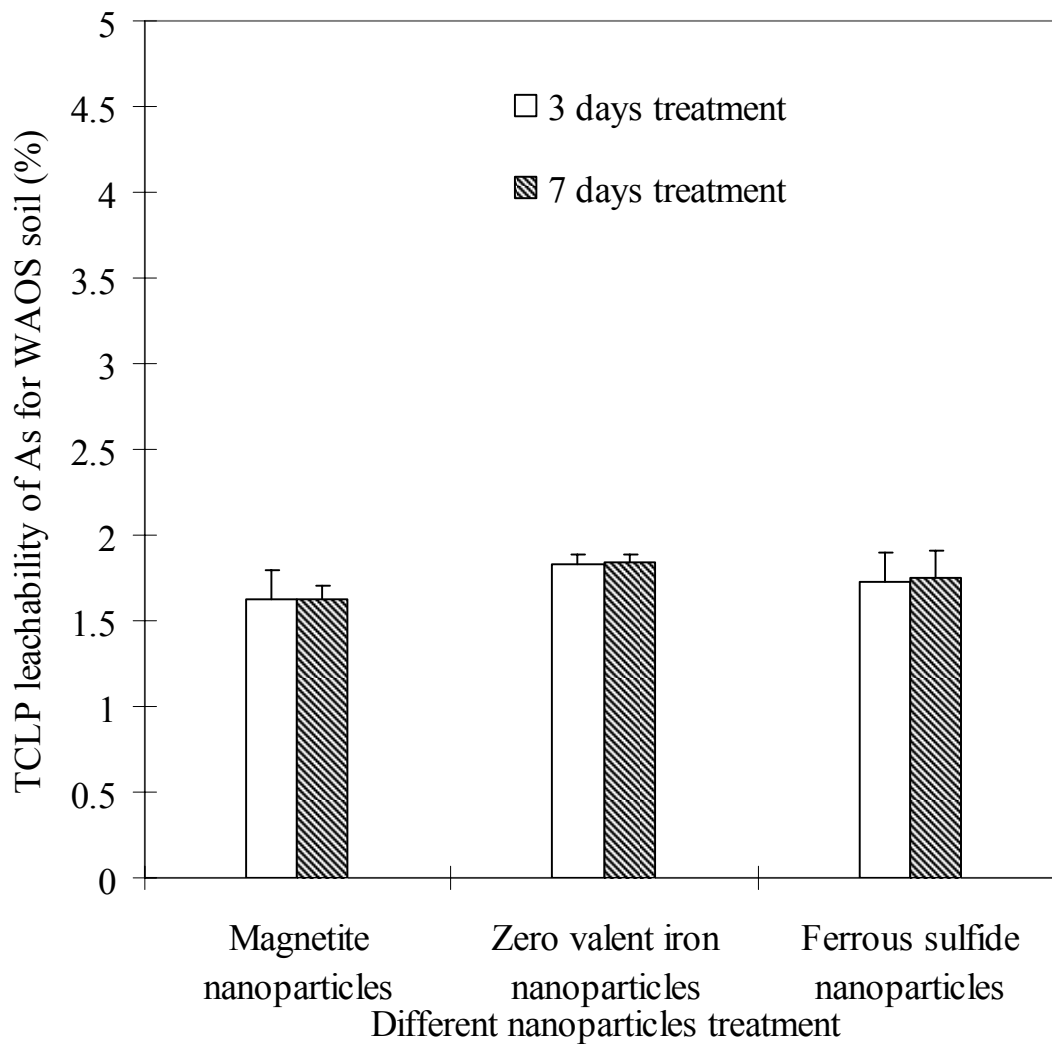 TCLP leachability of As for WAOS soil (%)
5
4.5
4
3.5
3
2.5
2
1.5
1
0.5
0
3 days treatment
7 days treatment
Magnetite
nanoparticles
Zero valent iron
nanoparticles
Ferrous sulfide
nanoparticles
Different nanoparticles treatment